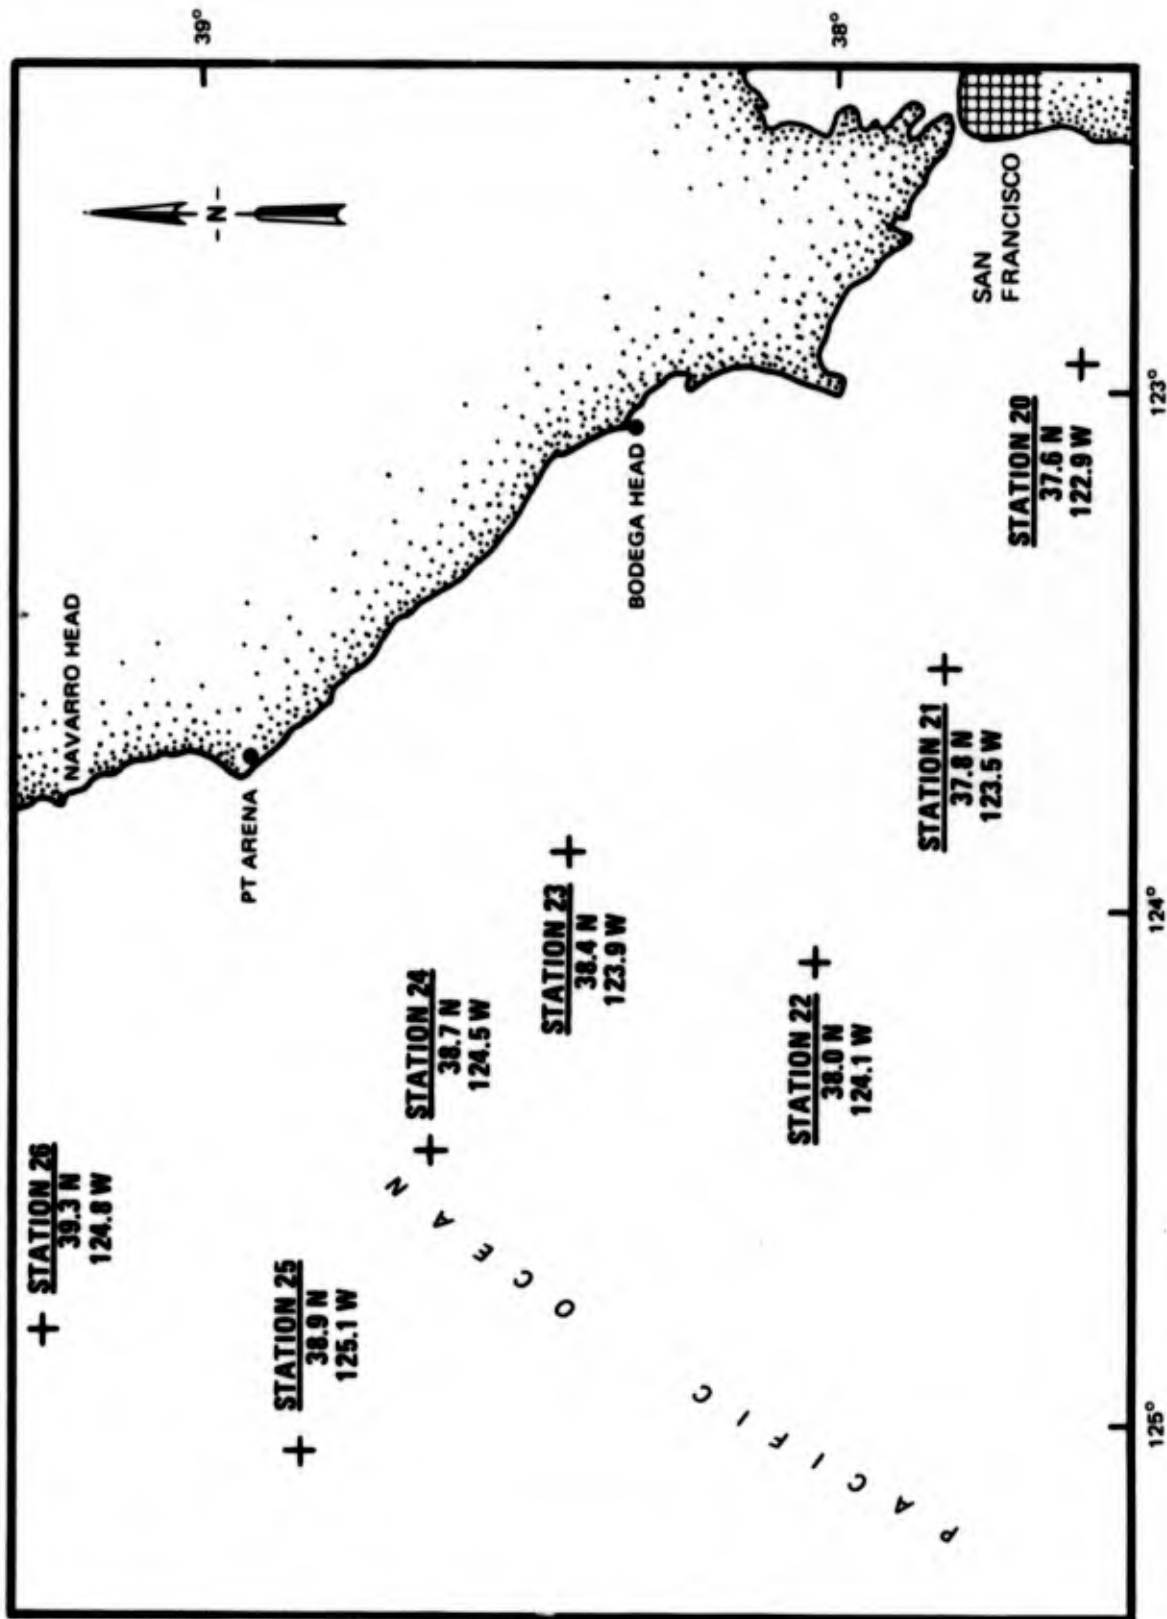 STATION 26
39.3 N
124.8 W
NAVARRO HEAD
39°
-N-
PT ARENA
STATION 25
38.9 N
125.1 W
STATION 24
38.7 N
124.5 W
STATION 23
38.4 N
123.9 W
BODEGA HEAD
PACIFIC OCEAN
STATION 22
38.0 N
124.1 W
38°
STATION 21
37.8 N
123.5 W
SAN
FRANCISCO
STATION 20
37.6 N
122.9 W
125°
124°
123°